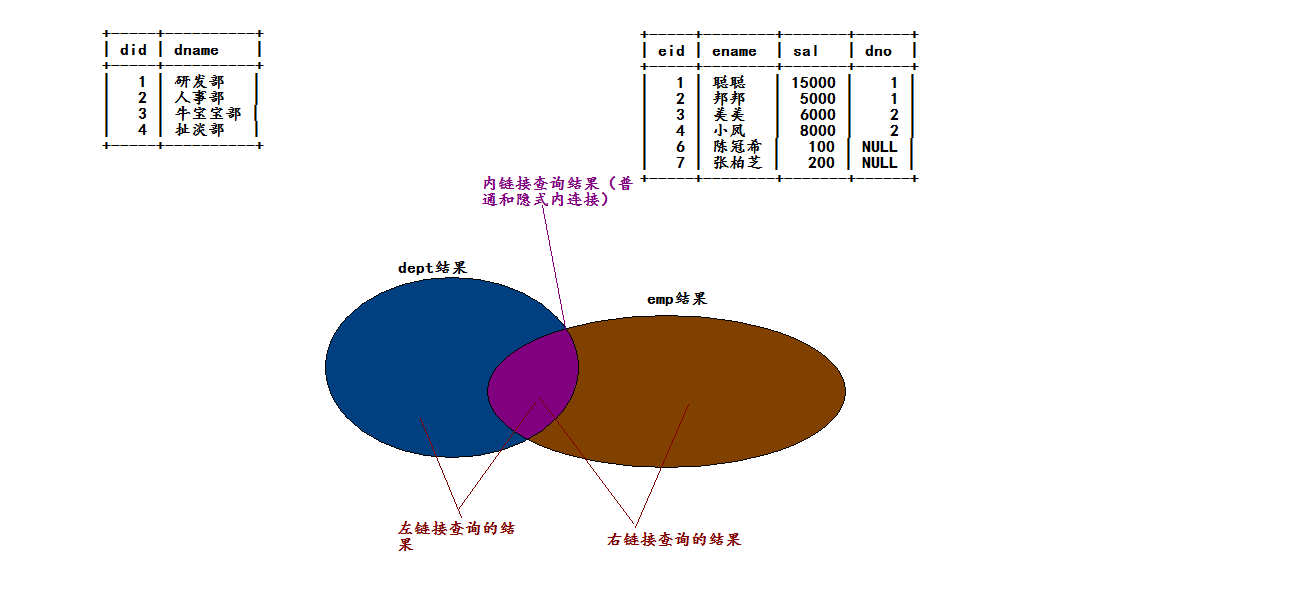 +-----+----------+
| did | dname    |
+-----+----------+
|   1 | 研发部   |
|   2 | 人事部   |
|   3 | 牛宝宝部 |
|   4 | 扯淡部   |
+-----+----------+
+-----+--------+-------+------+
| eid | ename  | sal   | dno  |
+-----+--------+-------+------+
|   1 | 聪聪   | 15000 |    1 |
|   2 | 邦邦   |  5000 |    1 |
|   3 | 美美   |  6000 |    2 |
|   4 | 小凤   |  8000 |    2 |
|   6 | 陈冠希 |   100 | NULL |
|   7 | 张柏芝 |   200 | NULL |
+-----+--------+-------+------+
内链接查询结果（普
通和隐式内连接）
dept结果
emp结果
左链接查询的结
果
右链接查询的结果